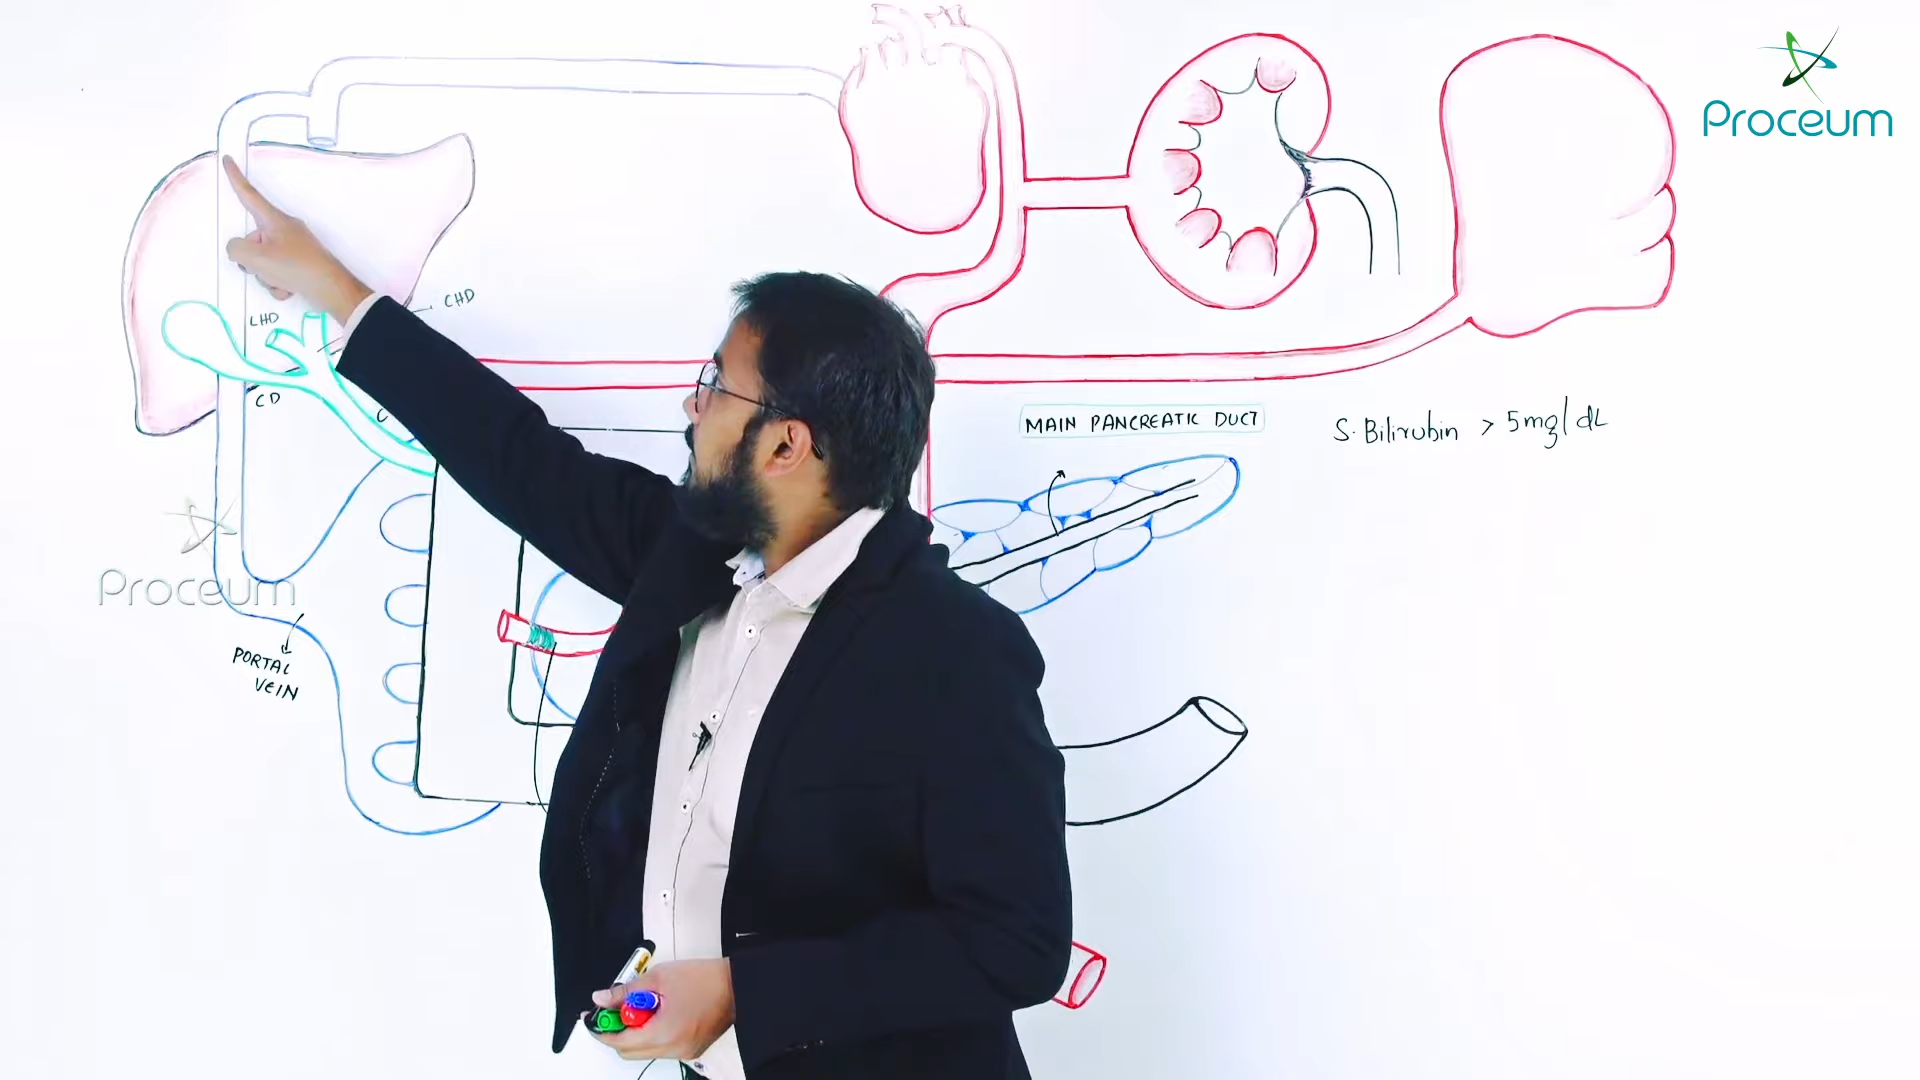 Proceum
CHD
LHD
CD
C
MAIN PANCREATIC DUCT
S. Bilirubin > 5mg/dL
Proceum
PORTAL
VEIN